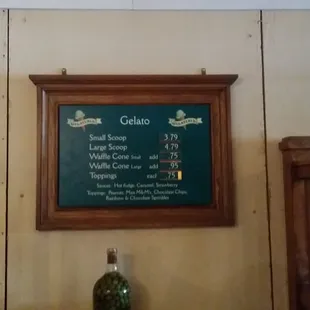 Gelato
Small Scoop 3.79
Large Scoop 4.79
Waffle Cone Small add .75
Waffle Cone Large add .95
Toppings each .75
Sauces: Hot Fudge, Caramel, Strawberry
Toppings: Peanuts, Mini M&M's, Chocolate Chips,
Rainbow & Chocolate Sprinkles